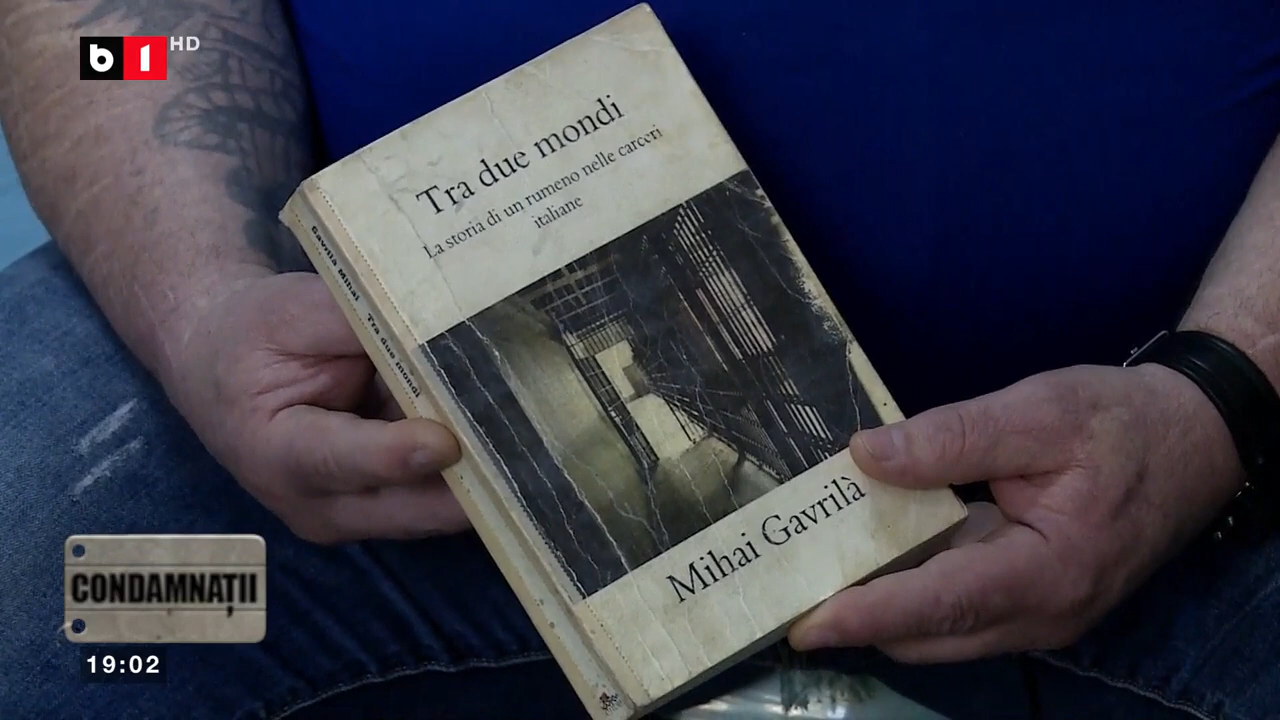 b1 HD
Tra due mondi
La storia di un rumeno nelle carceri
italiane
Gavrilà Mihai Tra due mondi
Mihai Gavrilà
CONDAMNAȚII
19:02